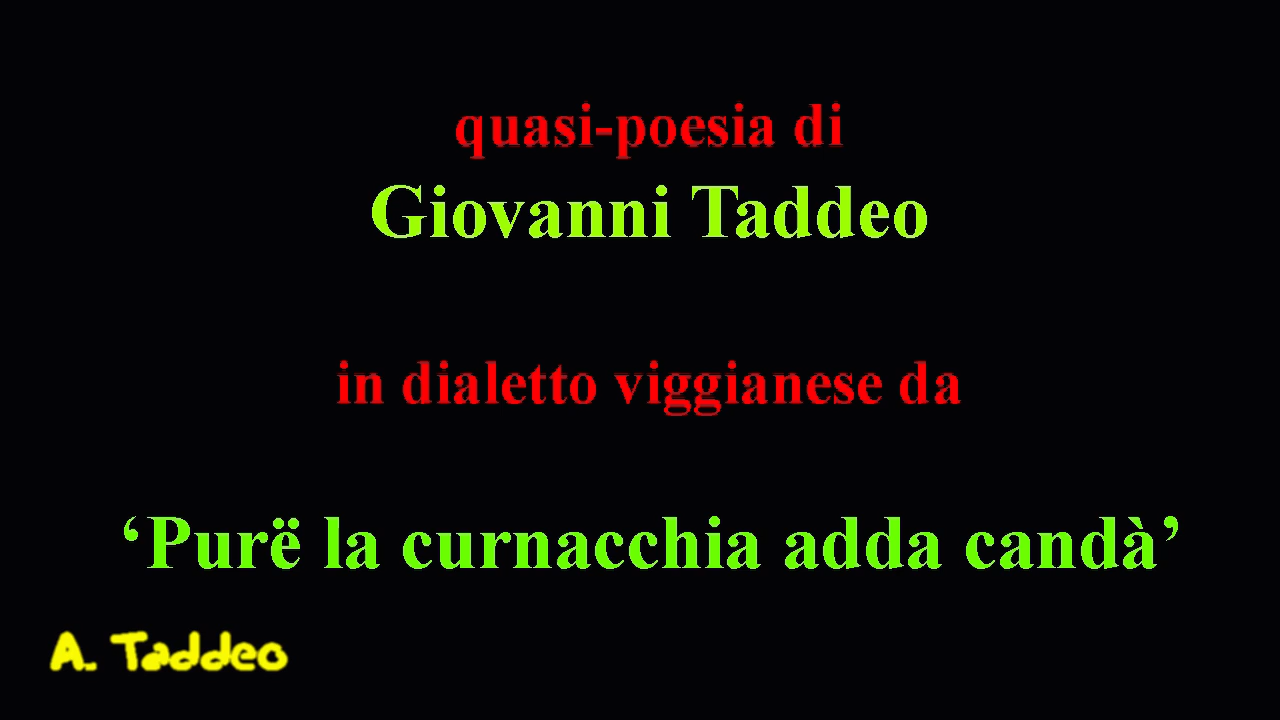 quasi-poesia di
Giovanni Taddeo
in dialetto viggianese da
‘Purë la curnacchia adda candà’
A. Taddeo